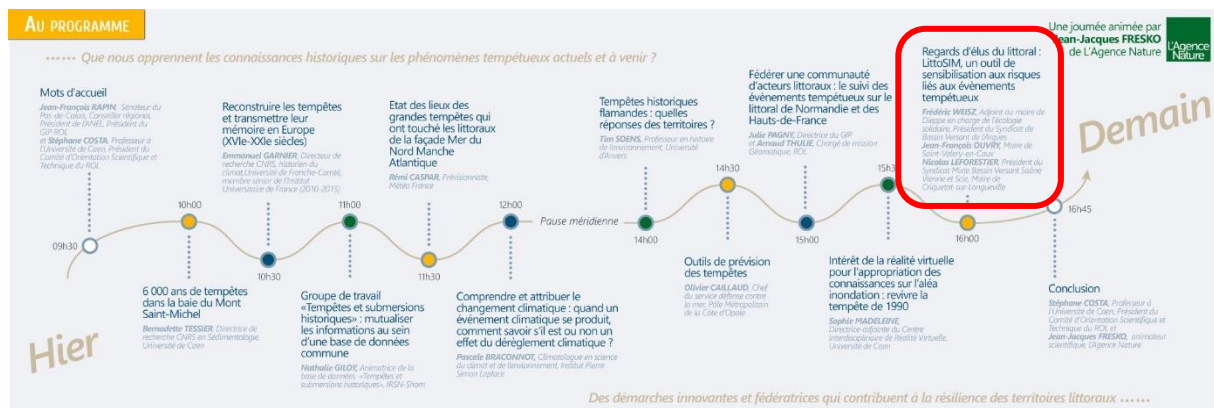 AU PROGRAMME
Une journée animée par
Jean-Jacques FRESKO
de L'Agence Nature
L'Agence
Nature
...... Que nous apprennent les connaissances historiques sur les phénomènes tempétueux actuels et à venir ?
Hier
09h30
Mots d'accueil
Jean-François RAPIN, Sénateur du
Pas-de-Calais, Conseiller régional,
Président de l'ANEL, Président du
GIP ROL
et Stéphane COSTA, Professeur à
l'Université de Caen, Président du
Comité d'Orientation Scientifique et
Technique du ROL
10h00
6 000 ans de tempêtes
dans la baie du Mont
Saint-Michel
Bernadette TESSIER, Directrice de
recherche CNRS en Sédimentologie,
Université de Caen
Reconstruire les tempêtes
et transmettre leur
mémoire en Europe
(XVIe-XXIe siècles)
Emmanuel GARNIER, Directeur de
recherche CNRS, historien du
climat,Université de Franche-Comté,
membre sénior de l'Institut
Universitaire de France (2010-2015)
10h30
11h00
Groupe de travail
«Tempêtes et submersions
historiques» : mutualiser
les informations au sein
d'une base de données
commune
Nathalie GILOY, Animatrice de la
base de données «Tempêtes et
submersions historiques», IRSN-Shom
Etat des lieux des
grandes tempêtes qui
ont touché les littoraux
de la façade Mer du
Nord Manche
Atlantique
Rémi CASPAR, Prévisionniste,
Météo France
11h30
12h00
Comprendre et attribuer le
changement climatique : quand un
événement climatique se produit,
comment savoir s'il est ou non un
effet du dérèglement climatique ?
Pascale BRACONNOT, Climatologue en science
du climat et de l'environnement, Institut Pierre
Simon Laplace
Pause méridienne
Tempêtes historiques
flamandes : quelles
réponses des territoires ?
Tim SOENS, Professeur en histoire
de l'environnement, Université
d'Anvers
14h00
14h30
Outils de prévision
des tempêtes
Olivier CAILLAUD, Chef
du service défense contre
la mer, Pôle Métropolitain
de la Côte d'Opale
Fédérer une communauté
d'acteurs littoraux : le suivi des
évènements tempétueux sur le
littoral de Normandie et des
Hauts-de-France
Julie PAGNY, Directrice du GIP
et Arnaud THULIE, Chargé de mission
Géomatique, ROL
15h00
15h3
Intérêt de la réalité virtuelle
pour l'appropriation des
connaissances sur l'aléa
inondation : revivre la
tempête de 1990
Sophie MADELEINE,
Directrice-adjointe du Centre
Interdisciplinaire de Réalité Virtuelle,
Université de Caen
Regards d'élus du littoral :
LittoSIM, un outil de
sensibilisation aux risques
liés aux évènements
tempétueux
Frédéric WEISZ, Adjoint au maire de
Dieppe en charge de l'écologie
solidaire, Président du Syndicat de
Bassin Versant de l'Arques
Jean-François OUVRY, Maire de
Saint-Valery-en-Caux
Nicolas LEFORESTIER, Président du
Syndicat Mixte Bassin Versant Saâne
Vienne et Scie, Maire de
Criquetot-sur-Longueville
16h00
16h45
Conclusion
Stéphane COSTA, Professeur à
l'Université de Caen, Président du
Comité d'Orientation Scientifique et
Technique du ROL et
Jean-Jacques FRESKO, animateur
scientifique, L'Agence Nature
Demain
Des démarches innovantes et fédératrices qui contribuent à la résilience des territoires littoraux ......